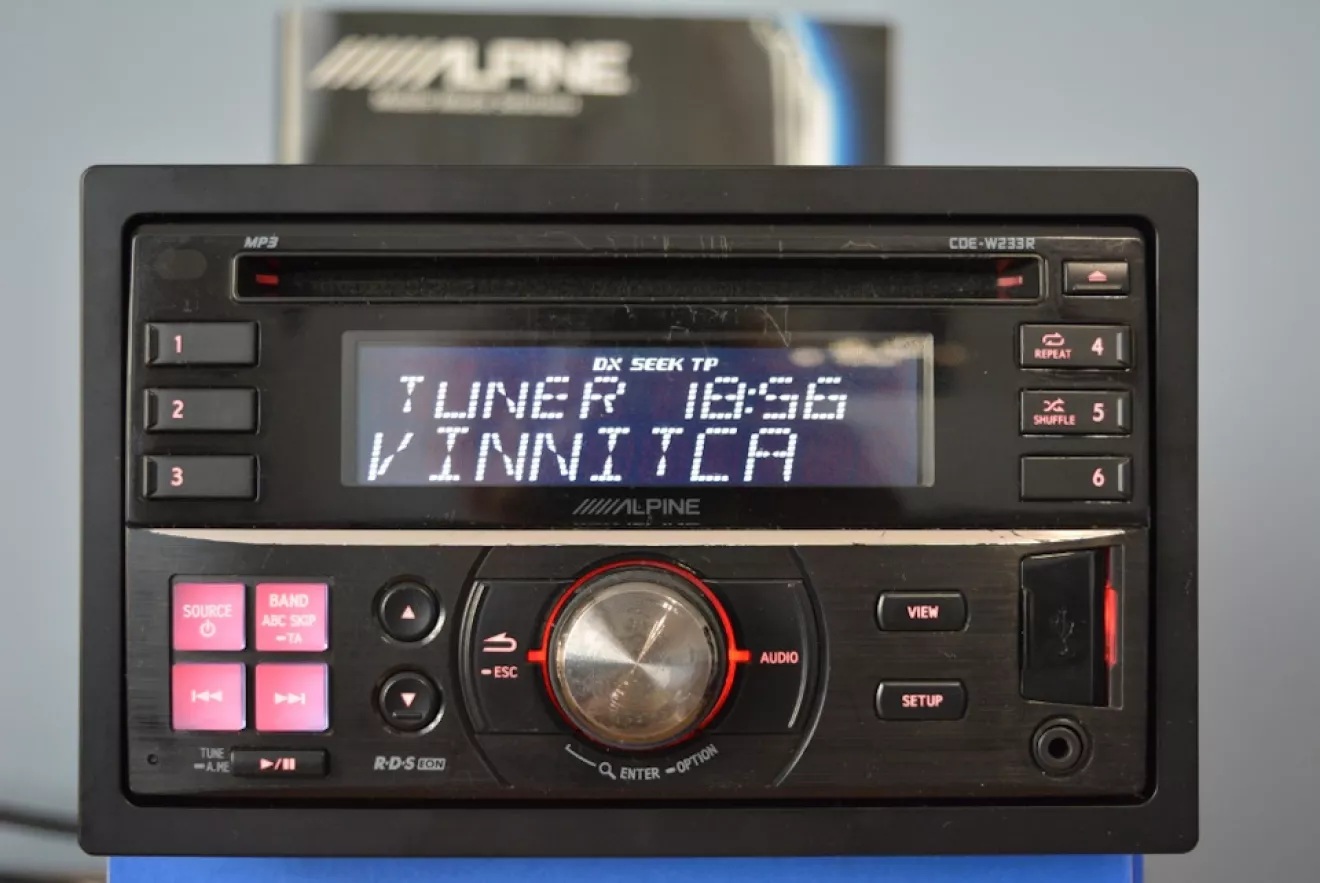 ALPINE
MP3
CDE-W233R
1
REPEAT 4
DX SEEK TP
TUNER 18:56
2
SHUFFLE 5
VINNITCA
3
6
ALPINE
SOURCE
BAND
ABC SKIP
TA
VIEW
ESC
AUDIO
SETUP
TUNE
A.ME
R·D·S EON
ENTER OPTION